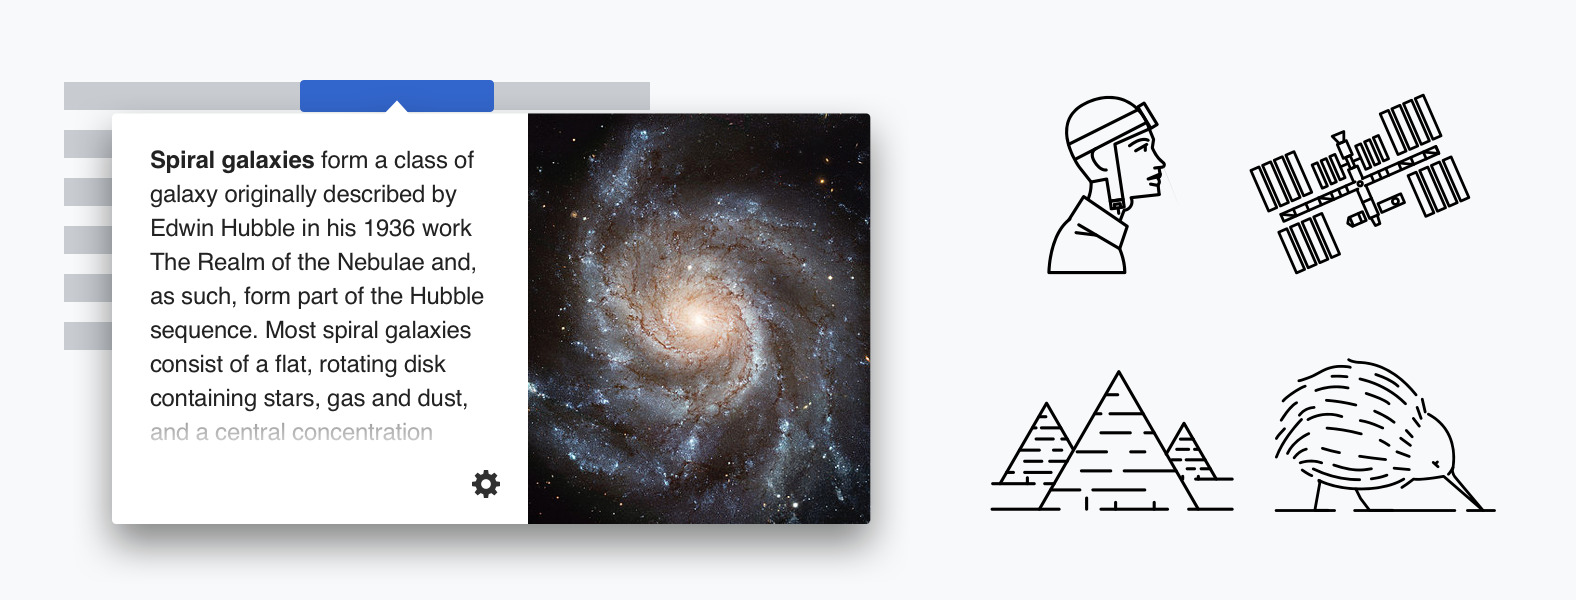 Spiral galaxies form a class of
galaxy originally described by
Edwin Hubble in his 1936 work
The Realm of the Nebulae and,
as such, form part of the Hubble
sequence. Most spiral galaxies
consist of a flat, rotating disk
containing stars, gas and dust,
and a central concentration